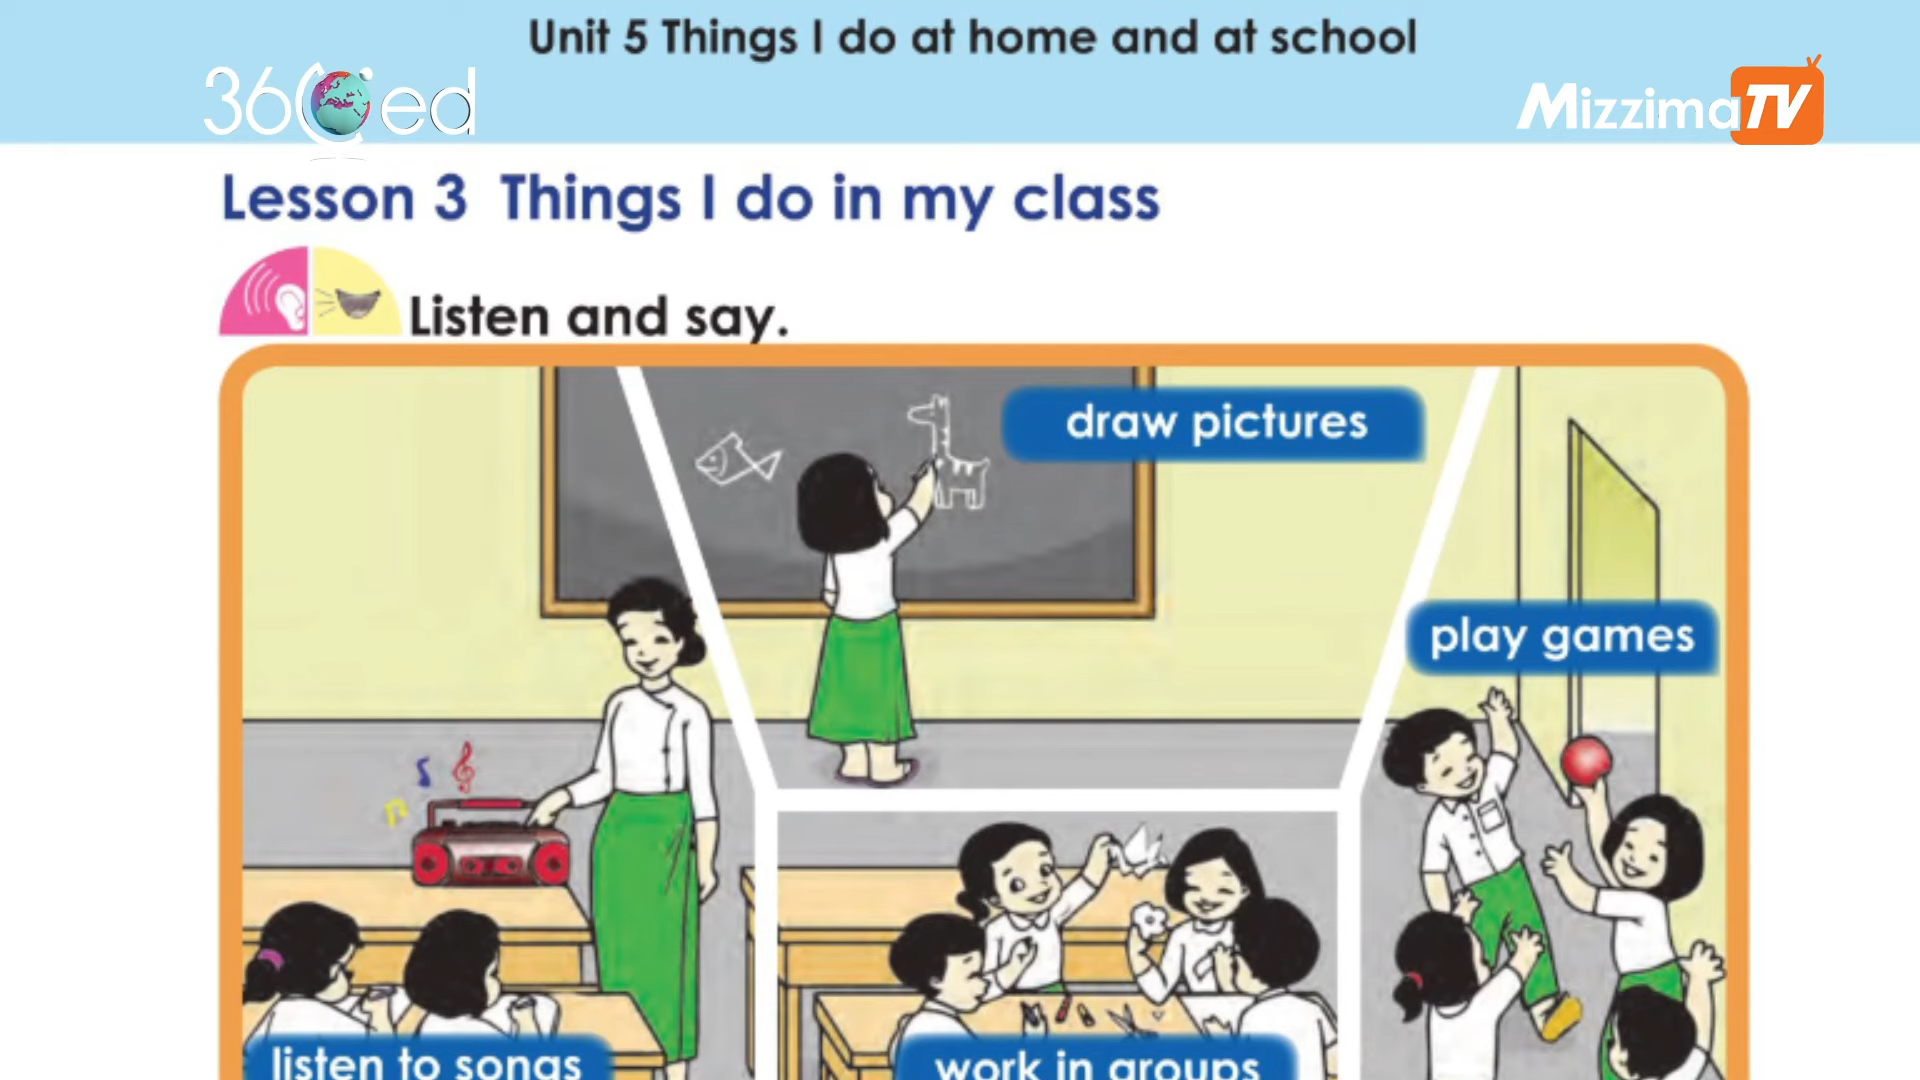 Unit 5 Things I do at home and at school
360ed
MizzimaTV
Lesson 3 Things I do in my class
Listen and say.
draw pictures
play games
listen to songs
work in groups